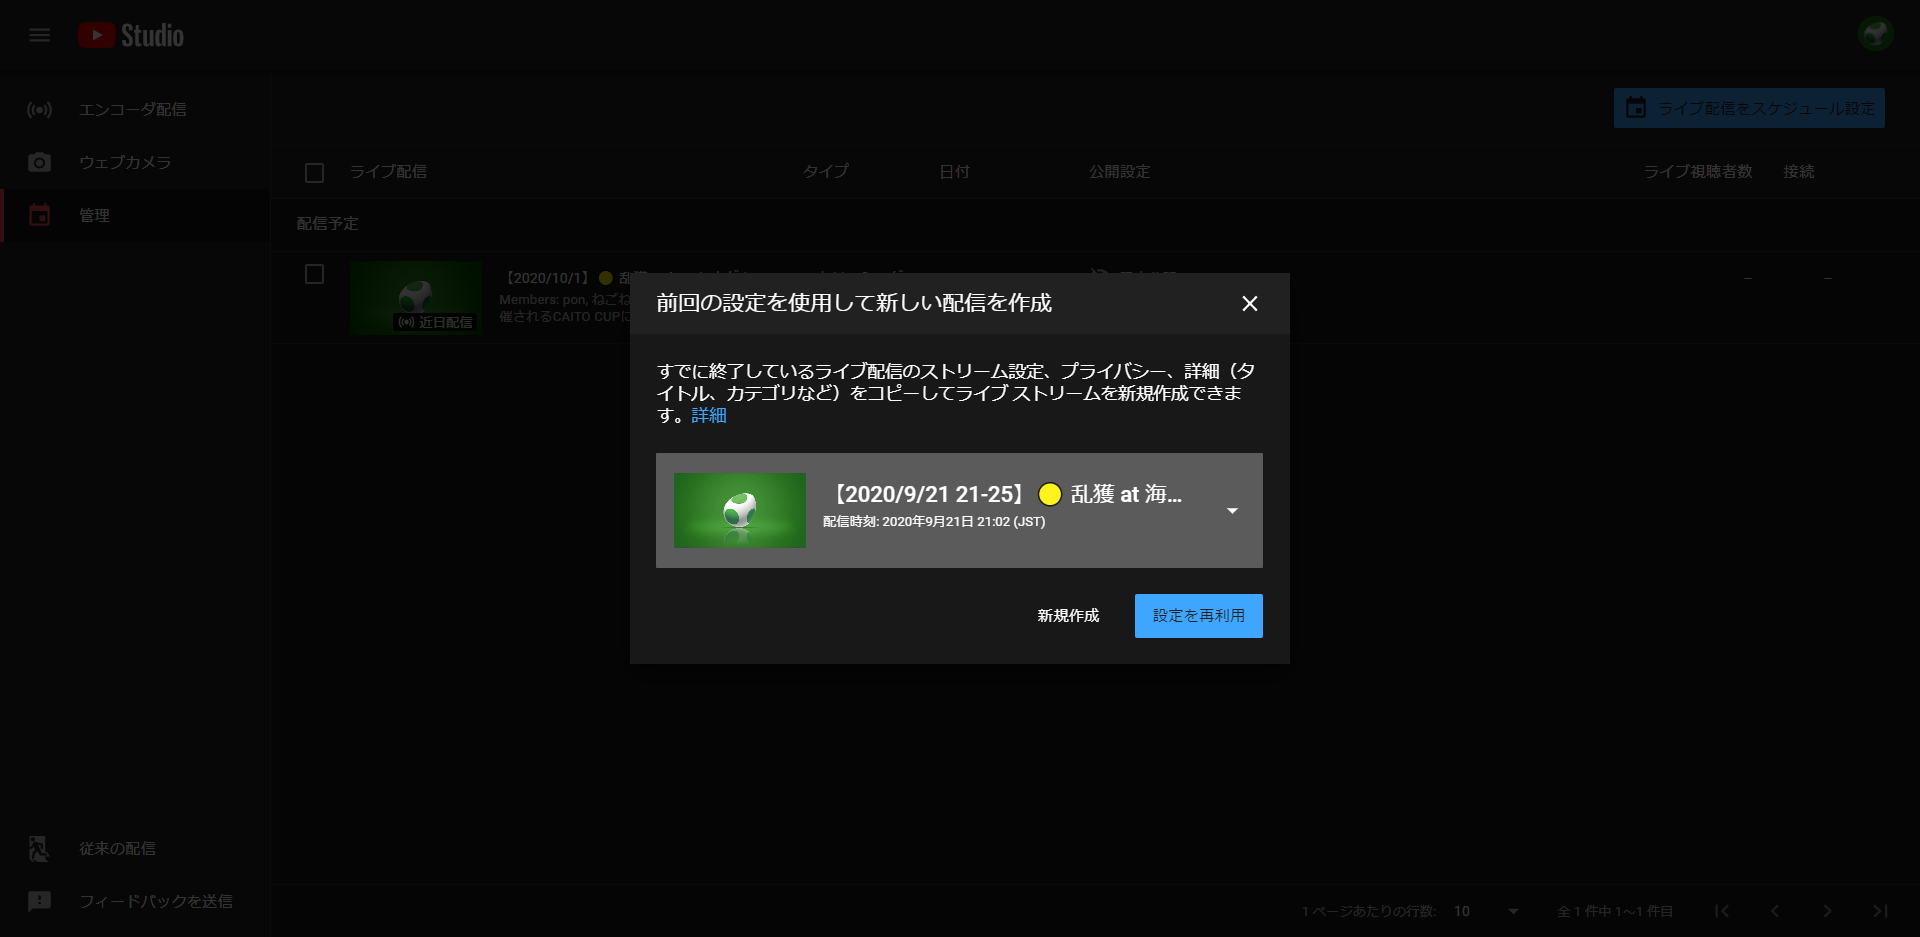 Studio
エンコーダ配信
ウェブカメラ
管理
ライブ配信をスケジュール設定
ライブ配信 タイプ 日付 公開設定 ライブ視聴者数 接続
配信予定
【2020/10/1】 🟡 乱
Members: pon, ねごね
催されるCAITO CUPに
近日配信
前回の設定を使用して新しい配信を作成
すでに終了しているライブ配信のストリーム設定、プライバシー、詳細（タ
イトル、カテゴリなど）をコピーしてライブ ストリームを新規作成できま
す。詳細
【2020/9/21 21-25】 🟡 乱獲 at 海...
配信時刻: 2020年9月21日 21:02 (JST)
新規作成 設定を再利用
従来の配信
フィードバックを送信
1 ページあたりの行数: 10 全 1 件中 1～1 件目